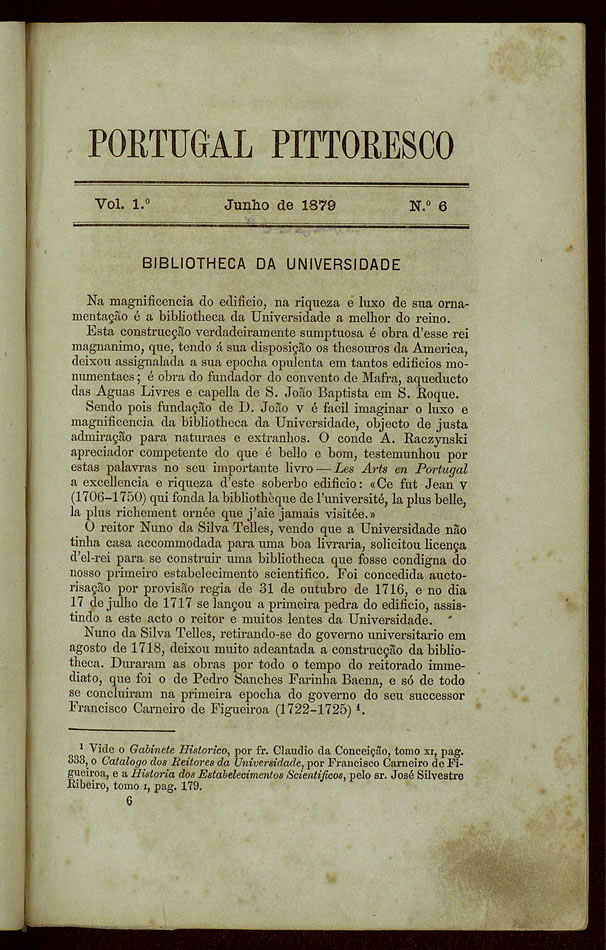 PORTUGAL PITTORESCO
Vol. 1.º Junho de 1879 N.º 6
BIBLIOTHECA DA UNIVERSIDADE
Na magnificencia do edificio, na riqueza e luxo de sua orna-
mentação é a bibliotheca da Universidade a melhor do reino.
Esta construcção verdadeiramente sumptuosa é obra d'esse rei
magnanimo, que, tendo á sua disposição os thesouros da America,
deixou assignalada a sua epocha opulenta em tantos edificios mo-
numentaes; é obra do fundador do convento de Mafra, aqueducto
das Aguas Livres e capella de S. João Baptista em S. Roque.
Sendo pois fundação de D. João V é facil imaginar o luxo e
magnificencia da bibliotheca da Universidade, objecto de justa
admiração para naturaes e extranhos. O conde A. Raczynski
apreciador competente do que é bello e bom, testemunhou por
estas palavras no seu importante livro — Les Arts en Portugal
a excellencia e riqueza d'este soberbo edificio: «Ce fut Jean V
(1706-1750) qui fonda la bibliothèque de l'université, la plus belle,
la plus richement ornée que j'aie jamais visitée.»
O reitor Nuno da Silva Telles, vendo que a Universidade não
tinha casa accommodada para uma boa livraria, solicitou licença
d'el-rei para se construir uma bibliotheca que fosse condigna do
nosso primeiro estabelecimento scientifico. Foi concedida aucto-
risação por provisão regia de 31 de outubro de 1716, e no dia
17 de julho de 1717 se lançou a primeira pedra do edificio, assis-
tindo a este acto o reitor e muitos lentes da Universidade.
Nuno da Silva Telles, retirando-se do governo universitario em
agosto de 1718, deixou muito adeantada a construcção da biblio-
theca. Duraram as obras por todo o tempo do reitorado imme-
diato, que foi o de Pedro Sanches Farinha Baena, e só de todo
se concluiram na primeira epocha do governo do seu successor
Francisco Carneiro de Figueiroa (1722-1725) ¹.
¹ Vide o Gabinete Historico, por fr. Claudio da Conceição, tomo XI, pag.
333, o Catalogo dos Reitores da Universidade, por Francisco Carneiro de Fi-
gueiroa, e a Historia dos Estabelecimentos Scientificos, pelo sr. José Silvestre
Ribeiro, tomo I, pag. 179.
6